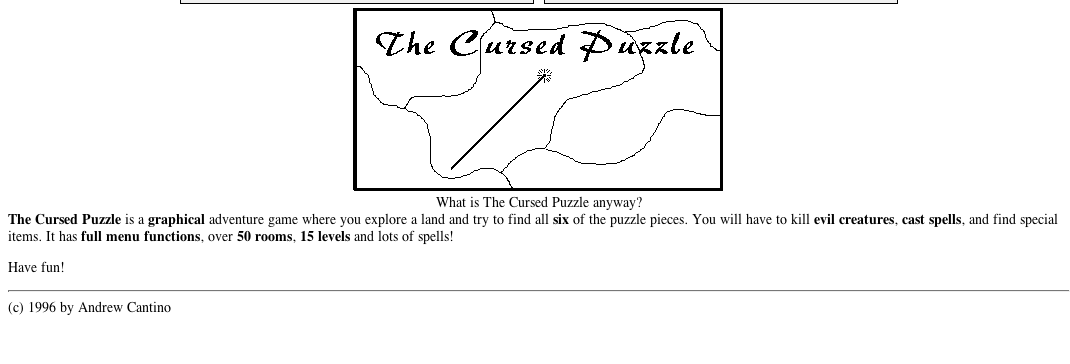 The Cursed Puzzle
What is The Cursed Puzzle anyway?
The Cursed Puzzle is a graphical adventure game where you explore a land and try to find all six of the puzzle pieces. You will have to kill evil creatures, cast spells, and find special
items. It has full menu functions, over 50 rooms, 15 levels and lots of spells!
Have fun!
(c) 1996 by Andrew Cantino